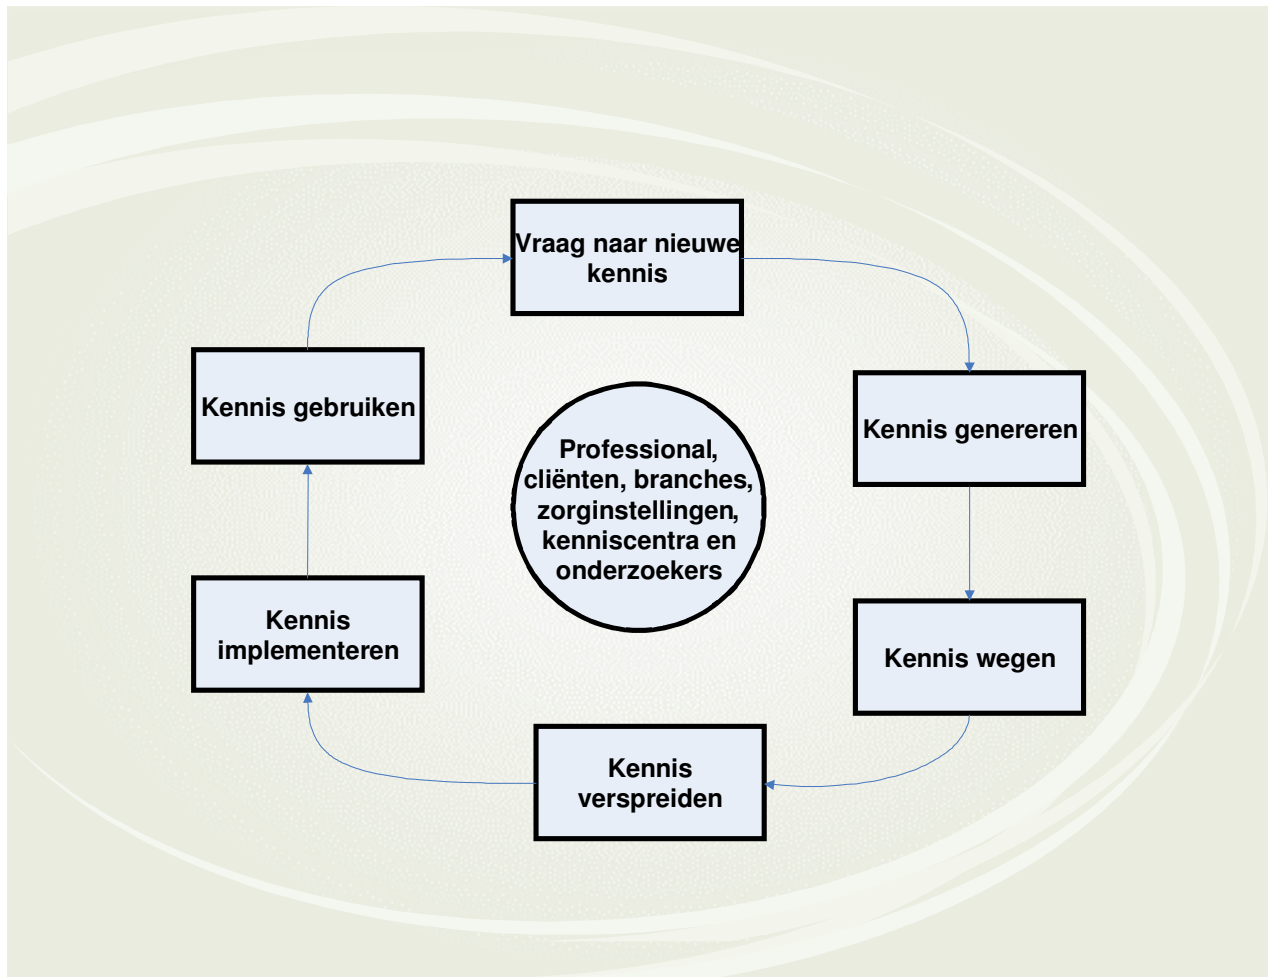 Vraag naar nieuwe
kennis
Kennis gebruiken
Kennis genereren
Professional,
cliënten, branches,
zorginstellingen,
kenniscentra en
onderzoekers
Kennis
implementeren
Kennis wegen
Kennis
verspreiden